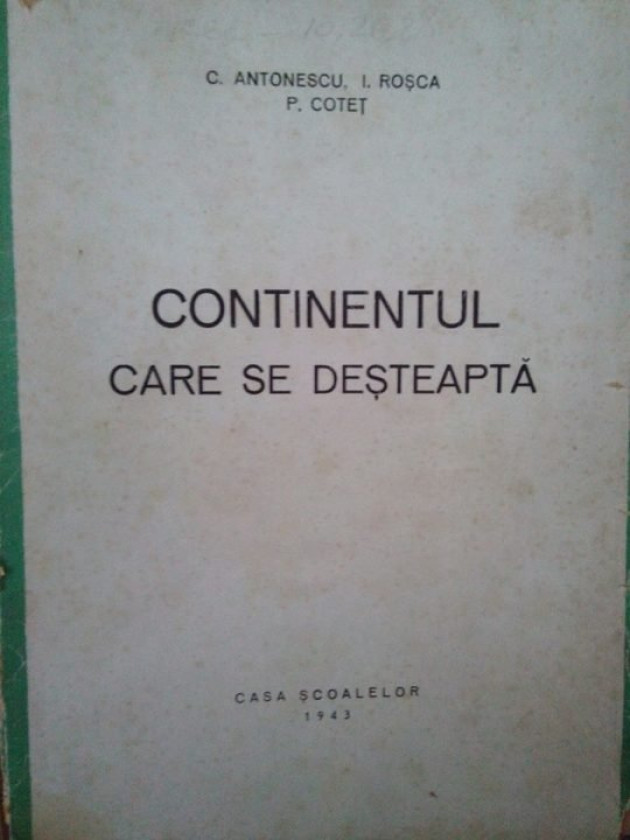 C. ANTONESCU, I. ROȘCA
P. COTEȚ
CONTINENTUL
CARE SE DEȘTEAPTĂ
CASA ȘCOALELOR
1943